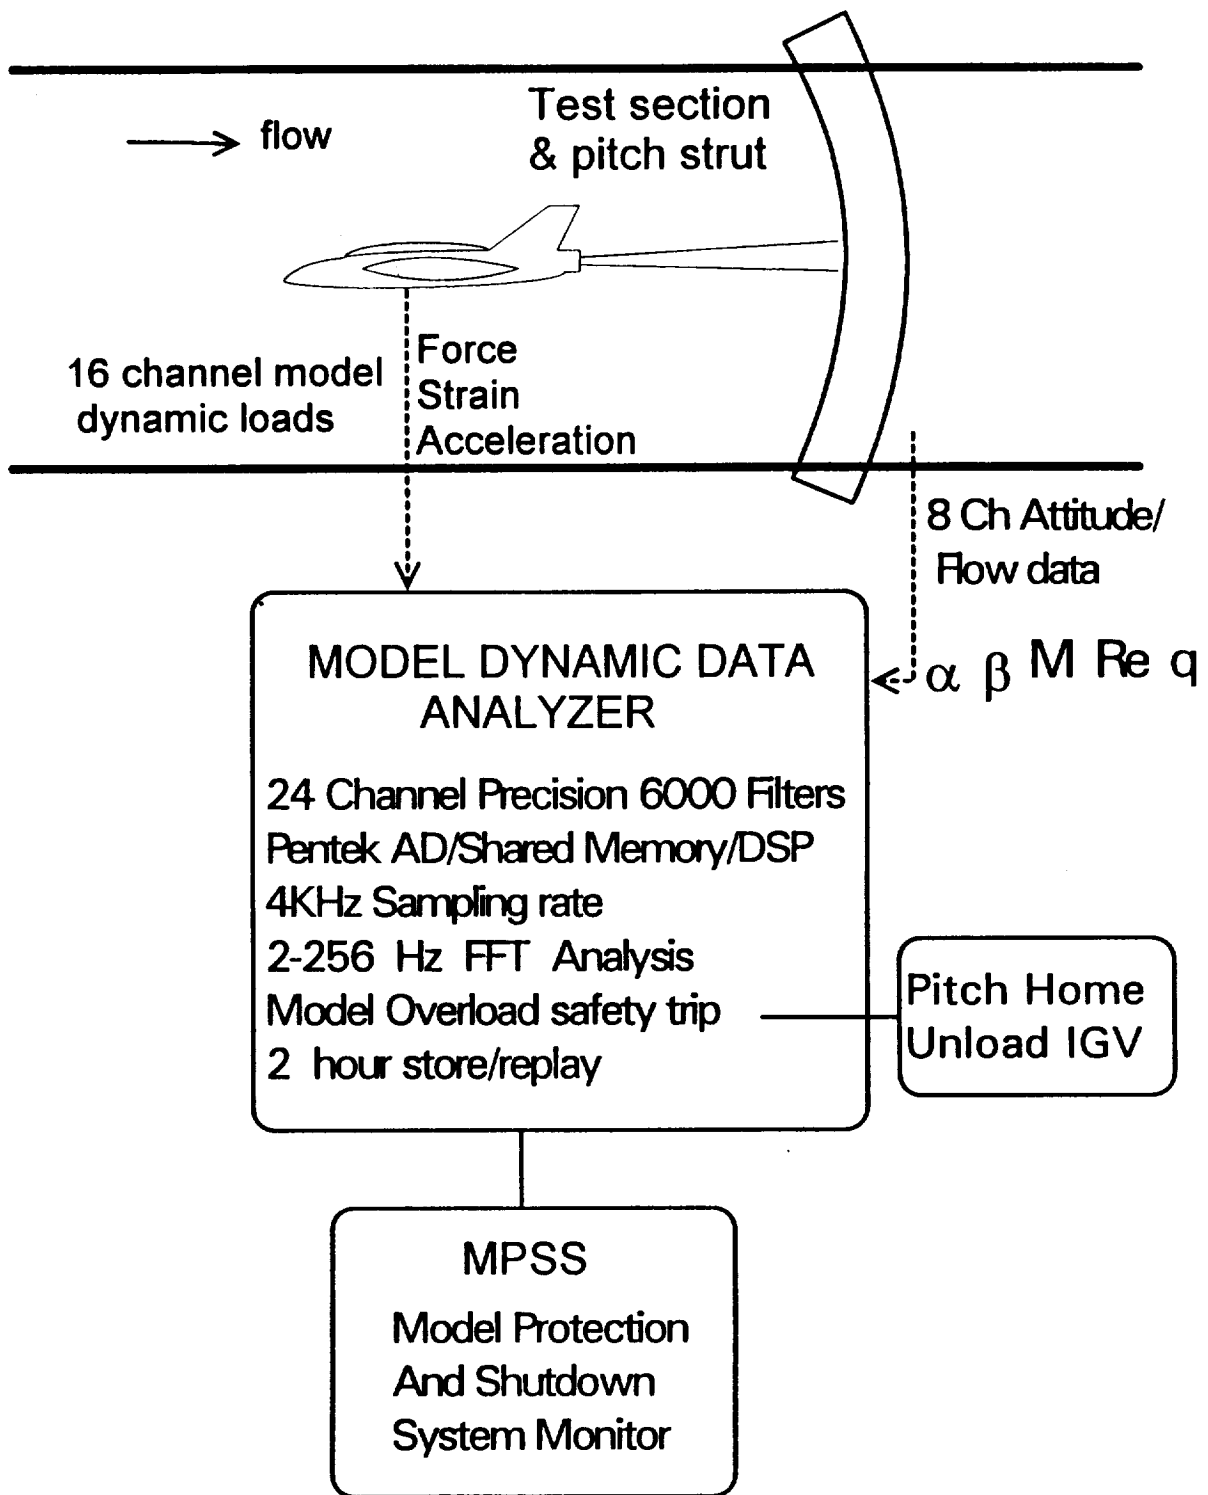 Test section
& pitch strut
flow
16 channel model
dynamic loads
Force
Strain
Acceleration
8 Ch Attitude/
Flow data
α β M Re q
MODEL DYNAMIC DATA
ANALYZER
24 Channel Precision 6000 Filters
Pentek AD/Shared Memory/DSP
4KHz Sampling rate
2-256 Hz FFT Analysis
Model Overload safety trip
2 hour store/replay
Pitch Home
Unload IGV
MPSS
Model Protection
And Shutdown
System Monitor